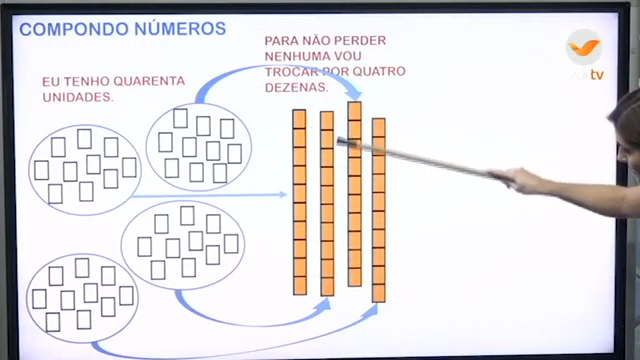 COMPONDO NÚMEROS
EU TENHO QUARENTA
UNIDADES.
PARA NÃO PERDER
NENHUMA VOU
TROCAR POR QUATRO
DEZENAS.
tv